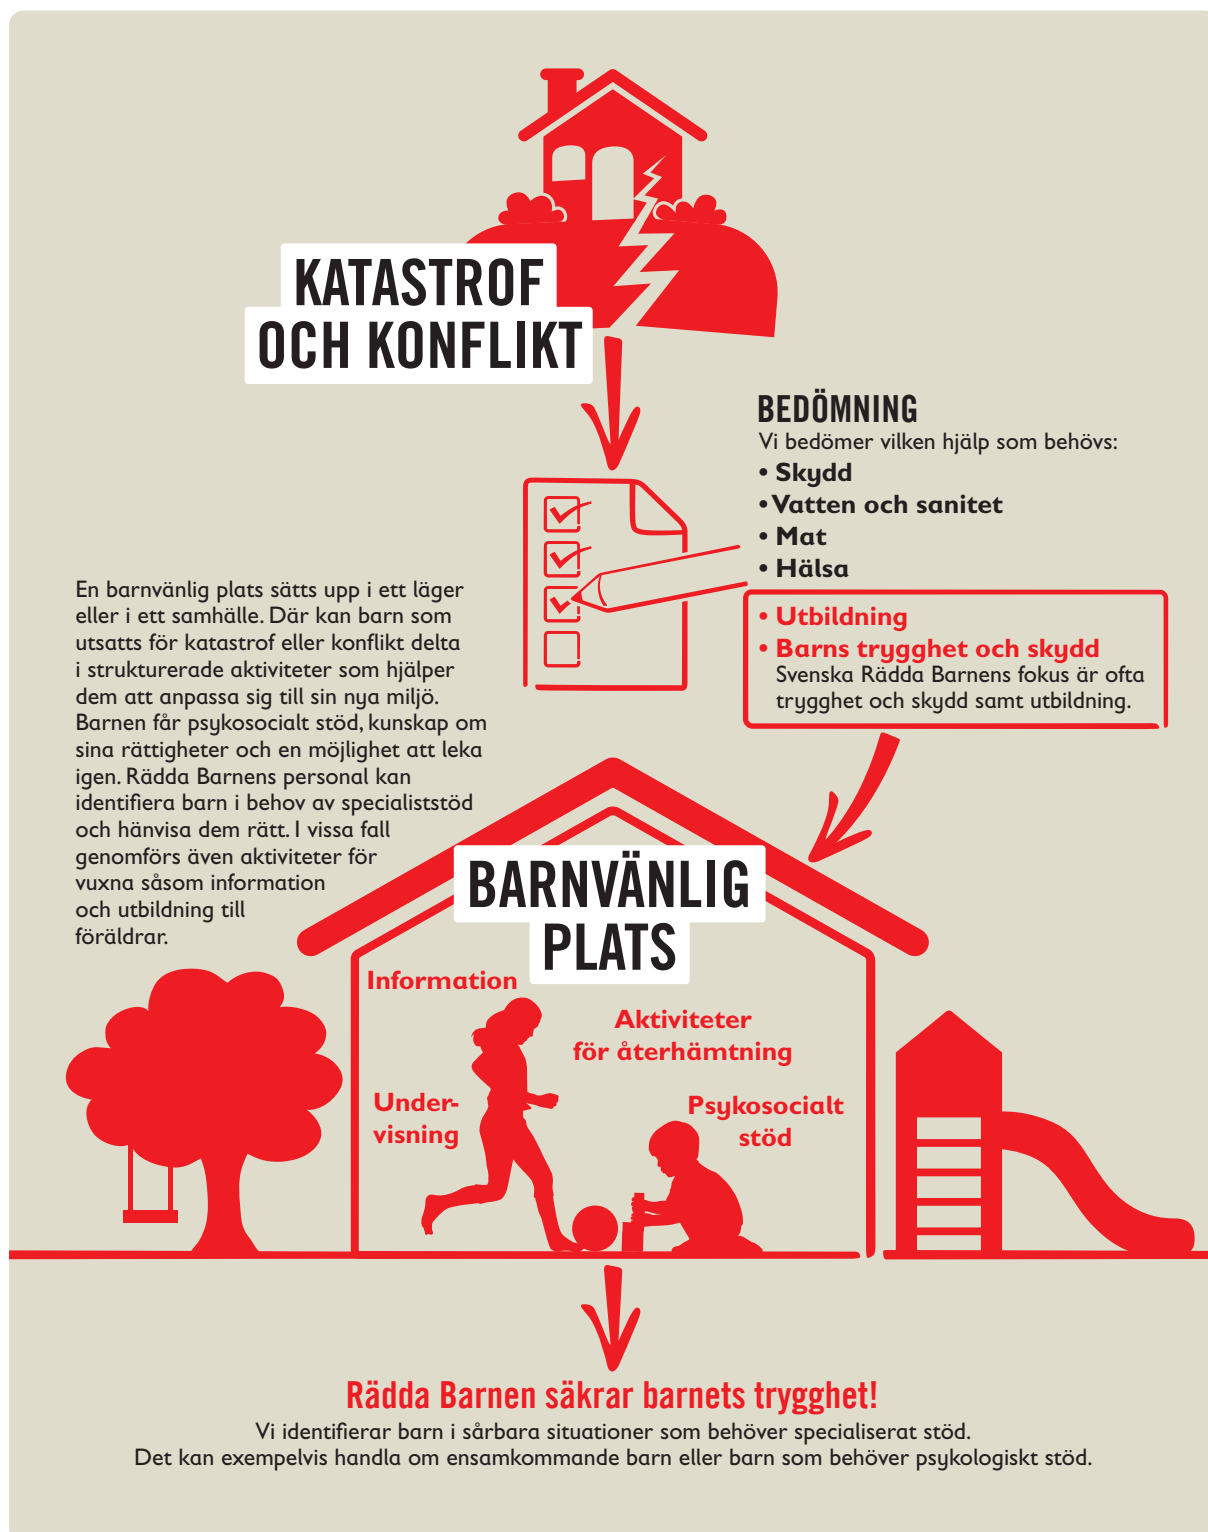 KATASTROF
OCH KONFLIKT
BEDÖMNING
Vi bedömer vilken hjälp som behövs:
• Skydd
• Vatten och sanitet
• Mat
• Hälsa
• Utbildning
• Barns trygghet och skydd
Svenska Rädda Barnens fokus är ofta
trygghet och skydd samt utbildning.
En barnvänlig plats sätts upp i ett läger
eller i ett samhälle. Där kan barn som
utsatts för katastrof eller konflikt delta
i strukturerade aktiviteter som hjälper
dem att anpassa sig till sin nya miljö.
Barnen får psykosocialt stöd, kunskap om
sina rättigheter och en möjlighet att leka
igen. Rädda Barnens personal kan
identifiera barn i behov av specialiststöd
och hänvisa dem rätt. I vissa fall
genomförs även aktiviteter för
vuxna såsom information
och utbildning till
föräldrar.
BARNVÄNLIG
PLATS
Information
Aktiviteter
för återhämtning
Under-
visning
Psykosocialt
stöd
Rädda Barnen säkrar barnets trygghet!
Vi identifierar barn i sårbara situationer som behöver specialiserat stöd.
Det kan exempelvis handla om ensamkommande barn eller barn som behöver psykologiskt stöd.